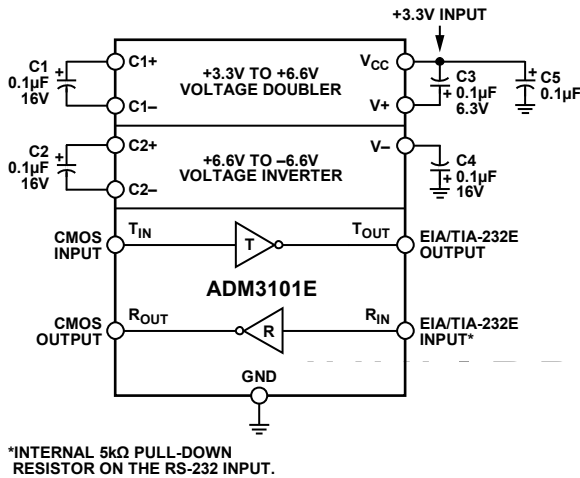 +3.3V INPUT
C1
0.1µF
16V
+
C1+
C1–
+3.3V TO +6.6V
VOLTAGE DOUBLER
VCC
V+
C3
+ 0.1µF
6.3V
+
C5
0.1µF
C2
0.1µF
16V
+
C2+
C2–
+6.6V TO –6.6V
VOLTAGE INVERTER
V–
C4
+ 0.1µF
16V
CMOS
INPUT
TIN
T
TOUT
EIA/TIA-232E
OUTPUT
ADM3101E
CMOS
OUTPUT
ROUT
R
RIN
EIA/TIA-232E
INPUT*
GND
*INTERNAL 5kΩ PULL-DOWN
RESISTOR ON THE RS-232 INPUT.